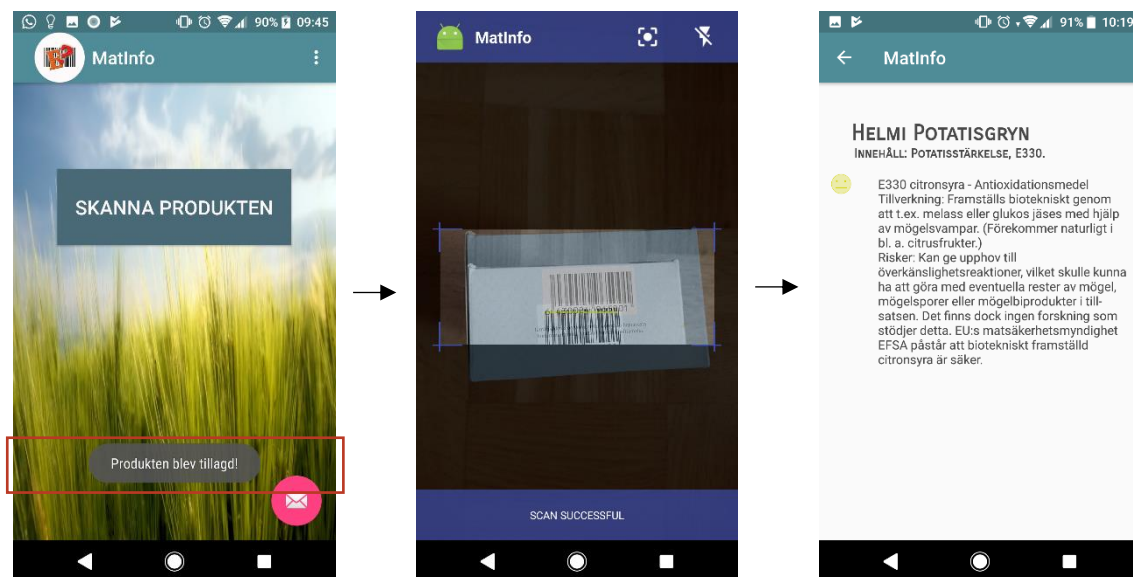 90% 09:45
MatInfo
SKANNA PRODUKTEN
Produkten blev tillagd!
MatInfo
SCAN SUCCESSFUL
91% 10:19
MatInfo
HELMI POTATISGRYN
INNEHÅLL: POTATISSTÄRKELSE, E330.
E330 citronsyra - Antioxidationsmedel
Tillverkning: Framställs biotekniskt genom
att t.ex. melass eller glukos jäses med hjälp
av mögelsvampar. (Förekommer naturligt i
bl. a. citrusfrukter.)
Risker: Kan ge upphov till
överkänslighetsreaktioner, vilket skulle kunna
ha att göra med eventuella rester av mögel,
mögelsporer eller mögelbiprodukter i till-
satsen. Det finns dock ingen forskning som
stödjer detta. EU:s matsäkerhetsmyndighet
EFSA påstår att biotekniskt framställd
citronsyra är säker.